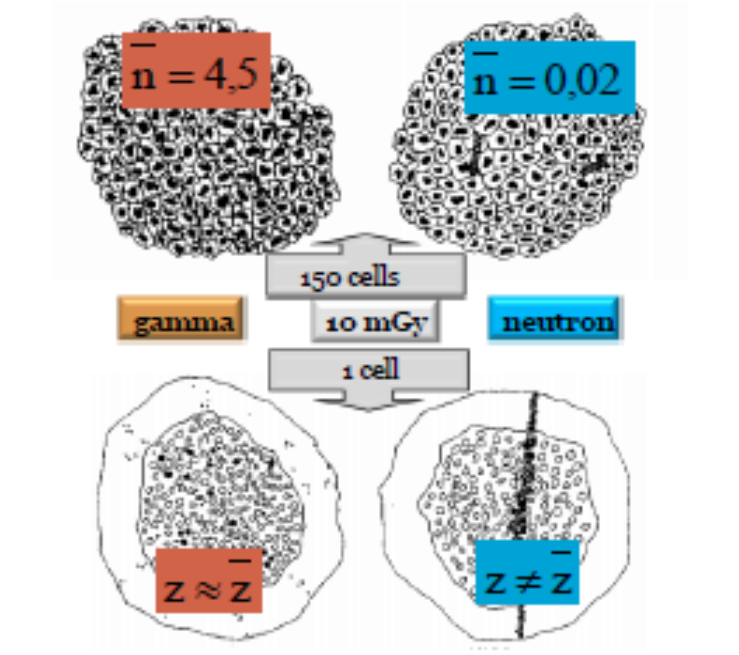 n̅ = 4,5
n̅ = 0,02
150 cells
gamma
10 mGy
neutron
1 cell
z ≈ z̅
z ≠ z̅